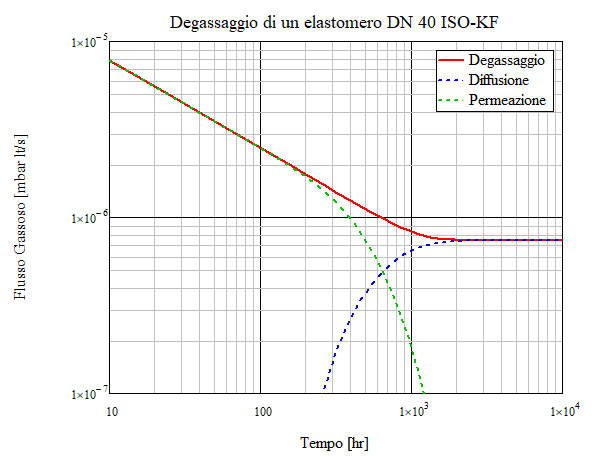 Degassaggio di un elastomero DN 40 ISO-KF
1×10⁻⁵
Degassaggio
Diffusione
Permeazione
Flusso Gassoso [mbar lt/s]
1×10⁻⁶
1×10⁻⁷
10
100
1×10³
1×10⁴
Tempo [hr]